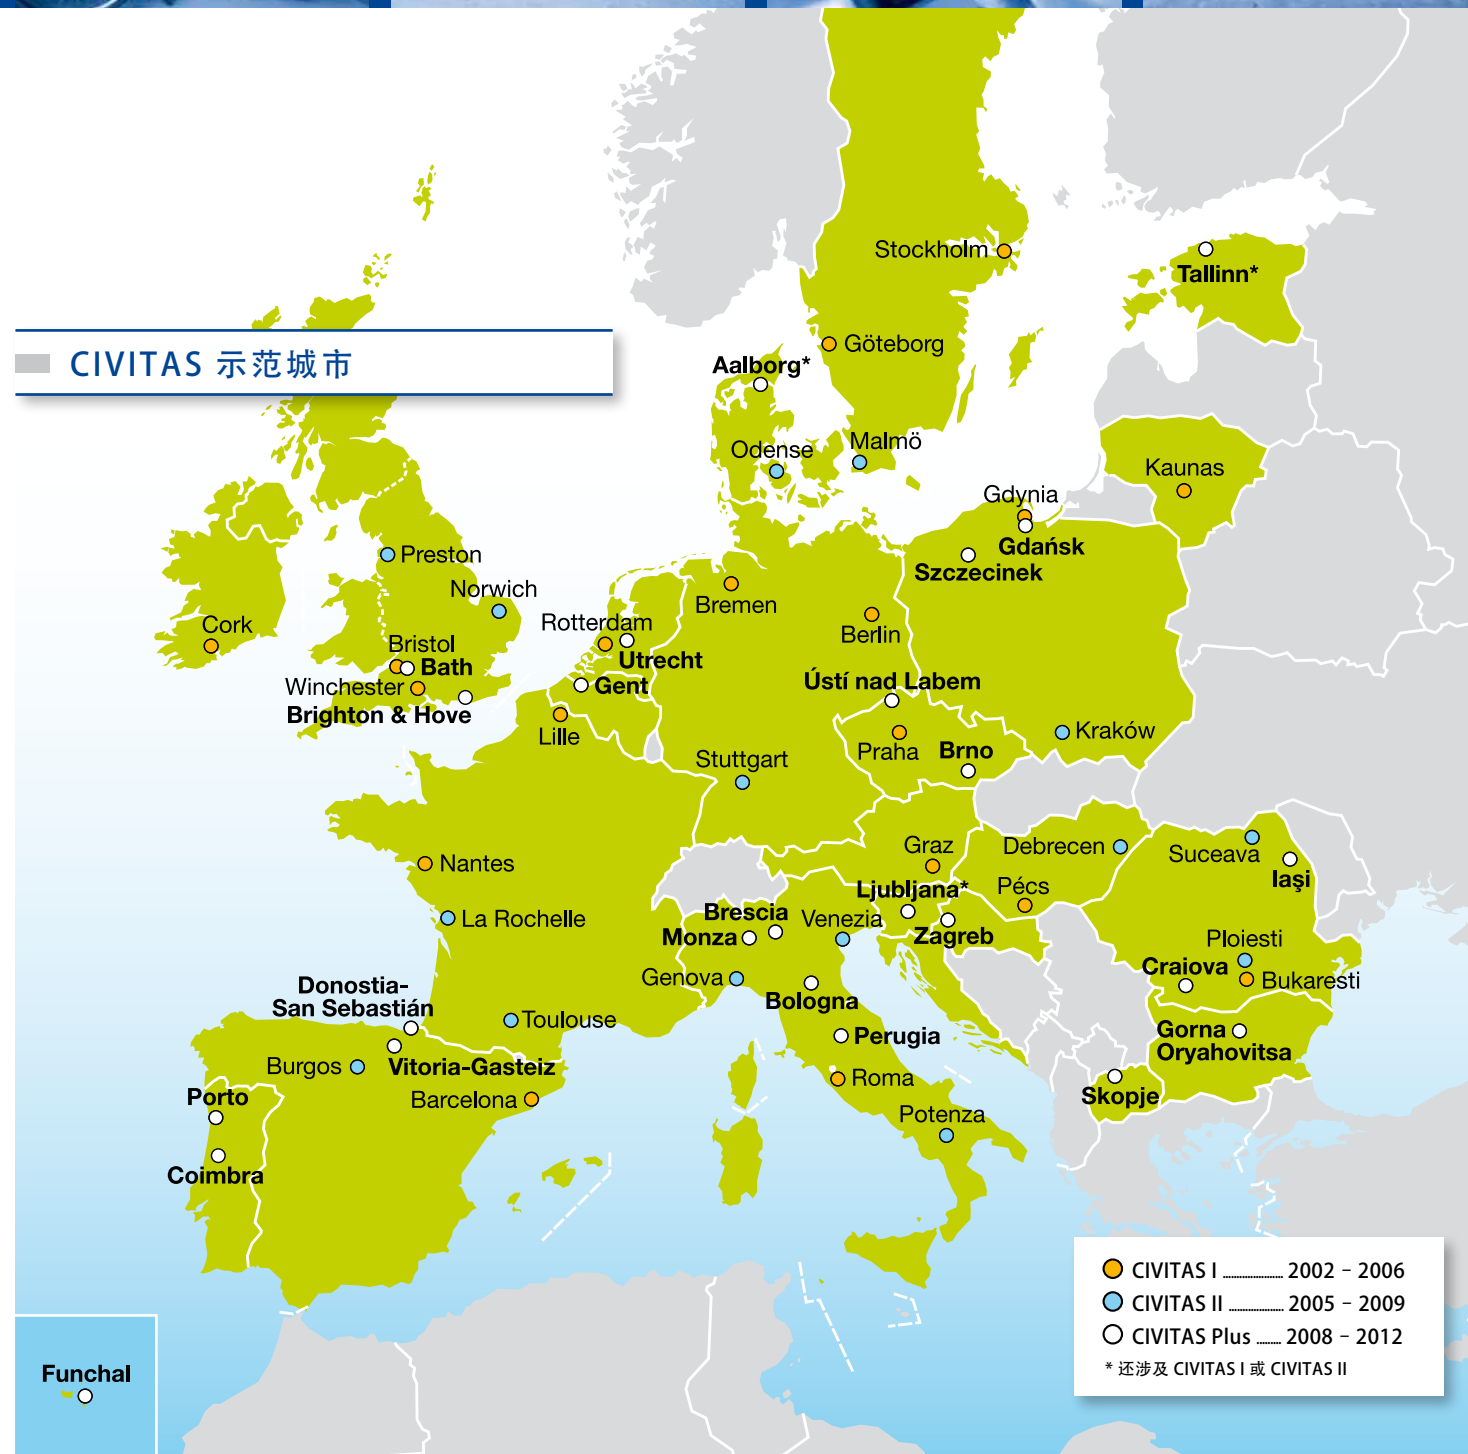 CIVITAS 示范城市
Stockholm
Tallinn*
Göteborg
Aalborg*
Malmö
Odense
Kaunas
Gdynia
Gdańsk
Szczecinek
Preston
Norwich
Bremen
Berlin
Cork
Rotterdam
Utrecht
Bristol
Bath
Winchester
Gent
Brighton & Hove
Lille
Ústí nad Labem
Praha
Brno
Kraków
Stuttgart
Nantes
Graz
Debrecen
Suceava
Iaşi
Pécs
Ljubljana*
La Rochelle
Brescia
Monza
Venezia
Zagreb
Ploiesti
Craiova
Bukaresti
Genova
Bologna
Donostia-
San Sebastián
Toulouse
Perugia
Gorna
Oryahovitsa
Burgos
Vitoria-Gasteiz
Barcelona
Roma
Skopje
Porto
Potenza
Coimbra
CIVITAS I ........... 2002 – 2006
CIVITAS II .......... 2005 – 2009
CIVITAS Plus ....... 2008 – 2012
* 还涉及 CIVITAS I 或 CIVITAS II
Funchal